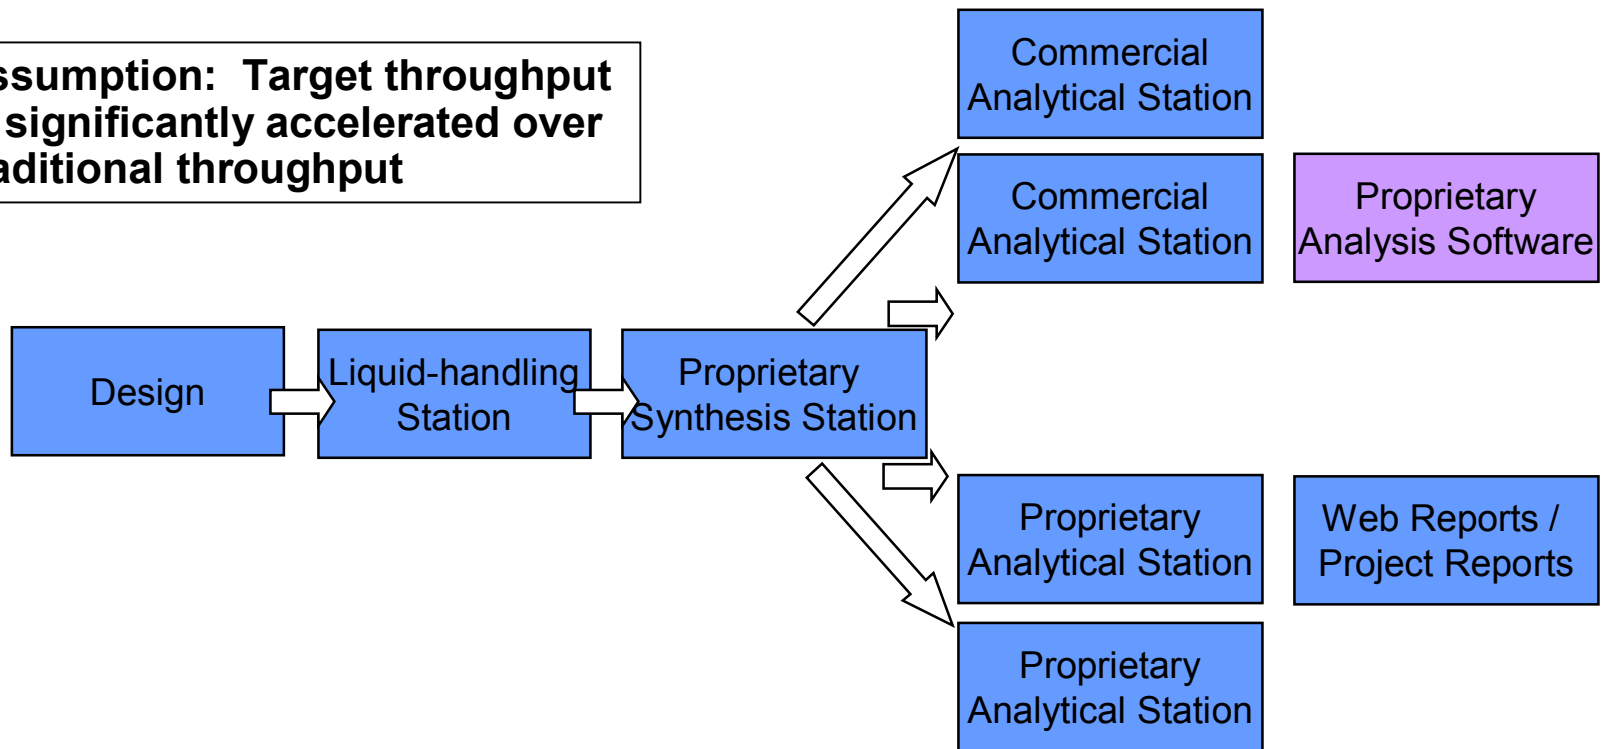 ssumption: Target throughput
significantly accelerated over
aditional throughput
Commercial
Analytical Station
Commercial
Analytical Station
Proprietary
Analysis Software
Design
Liquid-handling
Station
Proprietary
Synthesis Station
Proprietary
Analytical Station
Web Reports /
Project Reports
Proprietary
Analytical Station